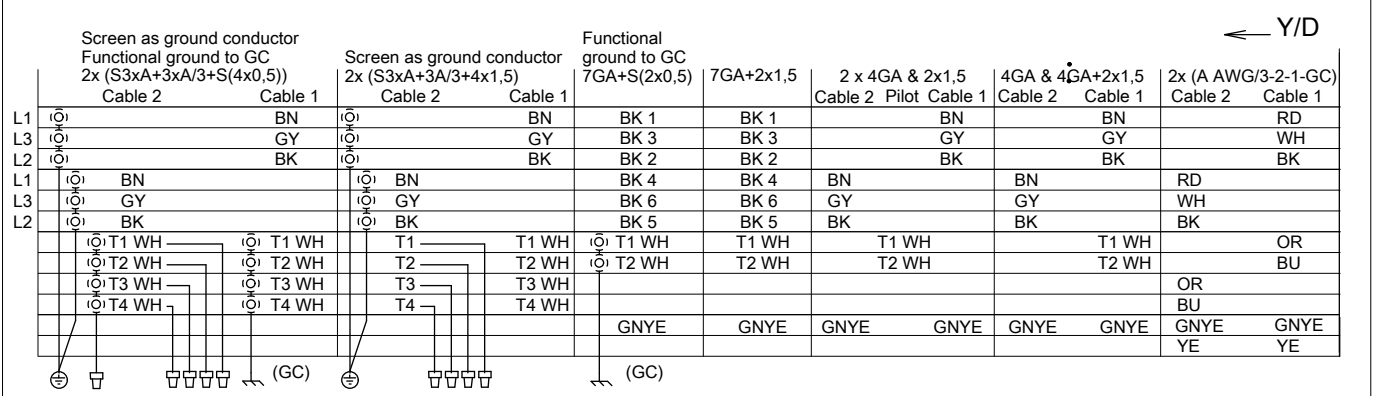 Y/D
Screen as ground conductor
Functional ground to GC
2x (S3xA+3xA/3+S(4x0,5))
Screen as ground conductor
2x (S3xA+3A/3+4x1,5)
Functional
ground to GC
7GA+S(2x0,5)
7GA+2x1,5
2 x 4GA & 2x1,5
4GA & 4GA+2x1,5
2x (A AWG/3-2-1-GC)
Cable 2 Cable 1 Cable 2 Cable 1 Cable 2 Pilot Cable 1 Cable 2 Cable 1 Cable 2 Cable 1
L1 BN BN BK 1 BK 1 BN BN RD
L3 GY GY BK 3 BK 3 GY GY WH
L2 BK BK BK 2 BK 2 BK BK BK
L1 BN BN BK 4 BK 4 BN BN RD
L3 GY GY BK 6 BK 6 GY GY WH
L2 BK BK BK 5 BK 5 BK BK BK
T1 WH T1 WH T1 T1 WH T1 WH T1 WH T1 WH T1 WH OR
T2 WH T2 WH T2 T2 WH T2 WH T2 WH T2 WH T2 WH BU
T3 WH T3 WH T3 T3 WH OR
T4 WH T4 WH T4 T4 WH BU
GNYE GNYE GNYE GNYE GNYE GNYE GNYE GNYE
YE YE
(GC) (GC)